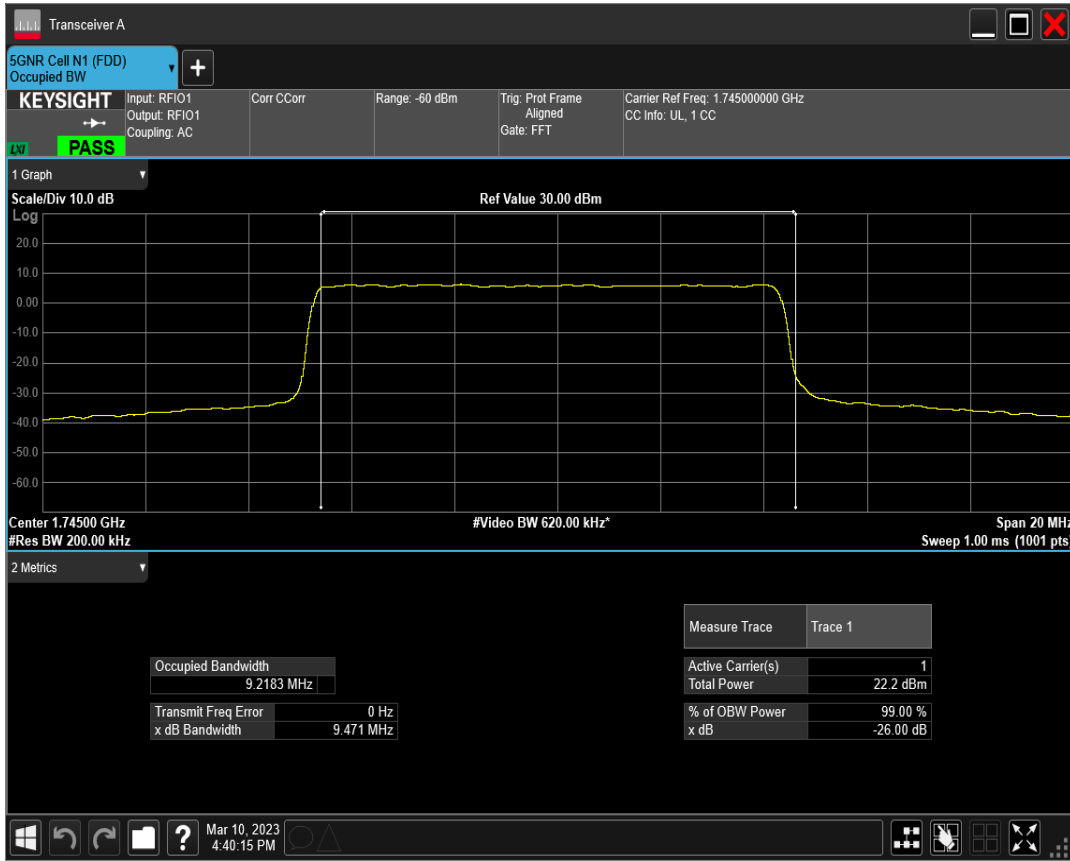 Transceiver A
5GNR Cell N1 (FDD)
Occupied BW
+
KEYSIGHT
LXI
PASS
Input: RFIO1
Output: RFIO1
Coupling: AC
Corr CCorr
Range: -60 dBm
Trig: Prot Frame
Aligned
Gate: FFT
Carrier Ref Freq: 1.745000000 GHz
CC Info: UL, 1 CC
1 Graph
Scale/Div 10.0 dB
Ref Value 30.00 dBm
Log
20.0
10.0
0.00
-10.0
-20.0
-30.0
-40.0
-50.0
-60.0
Center 1.74500 GHz
#Video BW 620.00 kHz*
Span 20 MHz
#Res BW 200.00 kHz
Sweep 1.00 ms (1001 pts)
2 Metrics
Measure Trace Trace 1
Occupied Bandwidth
9.2183 MHz
Active Carrier(s) 1
Total Power 22.2 dBm
Transmit Freq Error 0 Hz
x dB Bandwidth 9.471 MHz
% of OBW Power 99.00 %
x dB -26.00 dB
?
Mar 10, 2023
4:40:15 PM